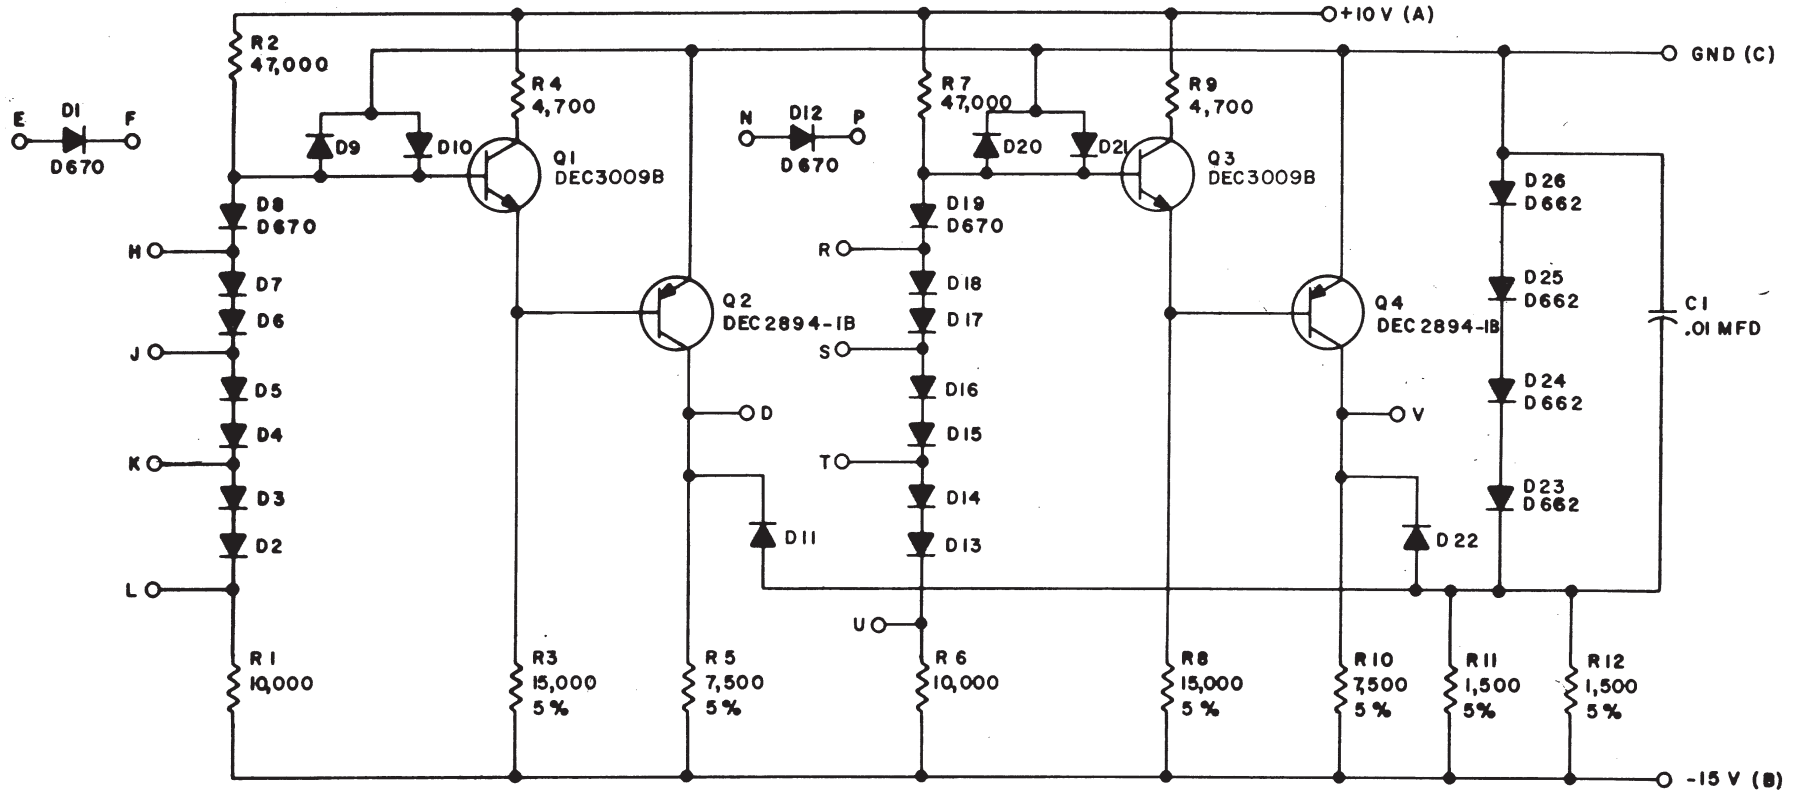 +10 V (A)
GND (C)
R2
47,000
R4
4,700
R7
47,000
R9
4,700
E
D1
F
D670
D9
D10
Q1
DEC3009B
N
D12
P
D670
D20
D21
Q3
DEC3009B
D8
D670
H
D7
D6
J
D5
D4
K
D3
D2
L
R1
10,000
Q2
DEC2894-1B
D
D11
R3
15,000
5%
R5
7,500
5%
D19
D670
R
D18
D17
S
D16
D15
T
D14
D13
U
R6
10,000
Q4
DEC2894-1B
V
D22
R8
15,000
5%
R10
7,500
5%
D26
D662
D25
D662
D24
D662
D23
D662
C1
.01 MFD
R11
1,500
5%
R12
1,500
5%
-15 V (B)